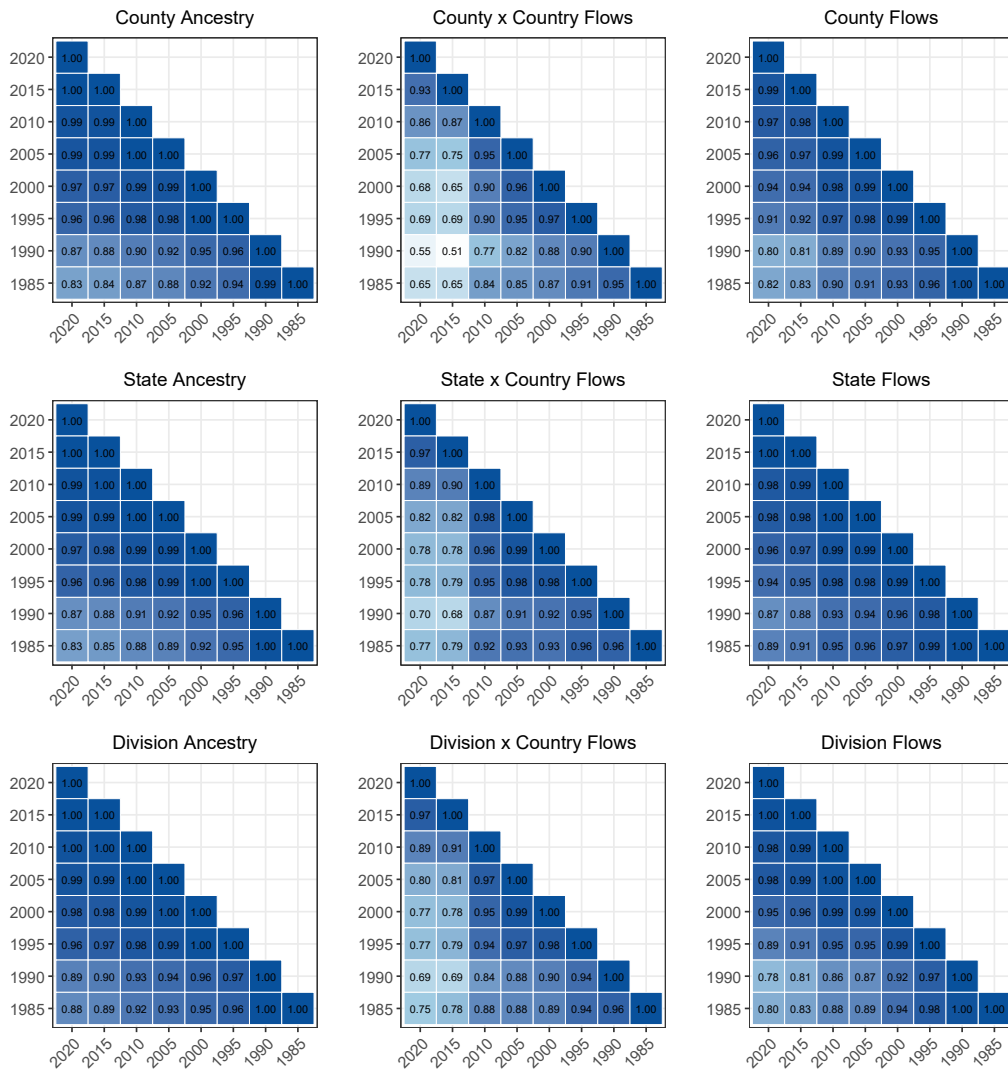 County Ancestry County x Country Flows County Flows
2020 1.00 1.00 2020 1.00
2015 1.00 1.00 2015 0.93 1.00 2015 0.99 1.00
2010 0.99 0.99 1.00 2010 0.86 0.87 1.00 2010 0.97 0.98 1.00
2005 0.99 0.99 1.00 1.00 2005 0.77 0.75 0.95 1.00 2005 0.96 0.97 0.99 1.00
2000 0.97 0.97 0.99 0.99 1.00 2000 0.68 0.65 0.90 0.96 1.00 2000 0.94 0.94 0.98 0.99 1.00
1995 0.96 0.96 0.98 0.98 1.00 1.00 1995 0.69 0.69 0.90 0.95 0.97 1.00 1995 0.91 0.92 0.97 0.98 0.99 1.00
1990 0.87 0.88 0.90 0.92 0.95 0.96 1.00 1990 0.55 0.51 0.77 0.82 0.88 0.90 1.00 1990 0.80 0.81 0.89 0.90 0.93 0.95 1.00
1985 0.83 0.84 0.87 0.88 0.92 0.94 0.99 1.00 1985 0.65 0.65 0.84 0.85 0.87 0.91 0.95 1.00 1985 0.82 0.83 0.90 0.91 0.93 0.96 1.00 1.00
2020 2015 2010 2005 2000 1995 1990 1985 2020 2015 2010 2005 2000 1995 1990 1985 2020 2015 2010 2005 2000 1995 1990 1985
State Ancestry State x Country Flows State Flows
2020 1.00 2020 1.00 2020 1.00
2015 1.00 1.00 2015 0.97 1.00 2015 1.00 1.00
2010 0.99 1.00 1.00 2010 0.89 0.90 1.00 2010 0.98 0.99 1.00
2005 0.99 0.99 1.00 1.00 2005 0.82 0.82 0.98 1.00 2005 0.98 0.98 1.00 1.00
2000 0.97 0.98 0.99 0.99 1.00 2000 0.78 0.78 0.96 0.99 1.00 2000 0.96 0.97 0.99 0.99 1.00
1995 0.96 0.96 0.98 0.99 1.00 1.00 1995 0.78 0.79 0.95 0.98 0.98 1.00 1995 0.94 0.95 0.98 0.98 0.99 1.00
1990 0.87 0.88 0.91 0.92 0.95 0.96 1.00 1990 0.70 0.68 0.87 0.91 0.92 0.95 1.00 1990 0.87 0.88 0.93 0.94 0.96 0.98 1.00
1985 0.83 0.85 0.88 0.89 0.92 0.95 1.00 1.00 1985 0.77 0.79 0.92 0.93 0.93 0.96 0.96 1.00 1985 0.89 0.91 0.95 0.96 0.97 0.99 1.00 1.00
2020 2015 2010 2005 2000 1995 1990 1985 2020 2015 2010 2005 2000 1995 1990 1985 2020 2015 2010 2005 2000 1995 1990 1985
Division Ancestry Division x Country Flows Division Flows
2020 1.00 2020 1.00 2020 1.00
2015 1.00 1.00 2015 0.97 1.00 2015 1.00 1.00
2010 1.00 1.00 1.00 2010 0.89 0.91 1.00 2010 0.98 0.99 1.00
2005 0.99 0.99 1.00 1.00 2005 0.80 0.81 0.97 1.00 2005 0.98 0.99 1.00 1.00
2000 0.98 0.98 0.99 1.00 1.00 2000 0.77 0.78 0.95 0.99 1.00 2000 0.95 0.96 0.99 0.99 1.00
1995 0.96 0.97 0.98 0.99 1.00 1.00 1995 0.77 0.79 0.94 0.97 0.98 1.00 1995 0.89 0.91 0.95 0.95 0.99 1.00
1990 0.89 0.90 0.93 0.94 0.96 0.97 1.00 1990 0.69 0.69 0.84 0.88 0.90 0.94 1.00 1990 0.78 0.81 0.86 0.87 0.92 0.97 1.00
1985 0.88 0.89 0.92 0.93 0.95 0.96 1.00 1.00 1985 0.75 0.78 0.88 0.88 0.89 0.94 0.96 1.00 1985 0.80 0.83 0.88 0.89 0.94 0.98 1.00 1.00
2020 2015 2010 2005 2000 1995 1990 1985 2020 2015 2010 2005 2000 1995 1990 1985 2020 2015 2010 2005 2000 1995 1990 1985